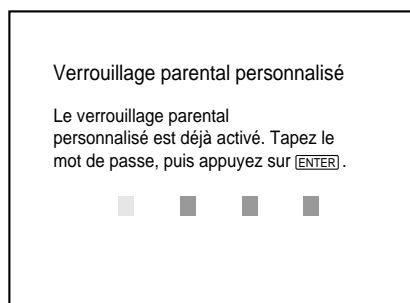 Verrouillage parental personnalisé
Le verrouillage parental
personnalisé est déjà activé. Tapez le
mot de passe, puis appuyez sur ENTER .